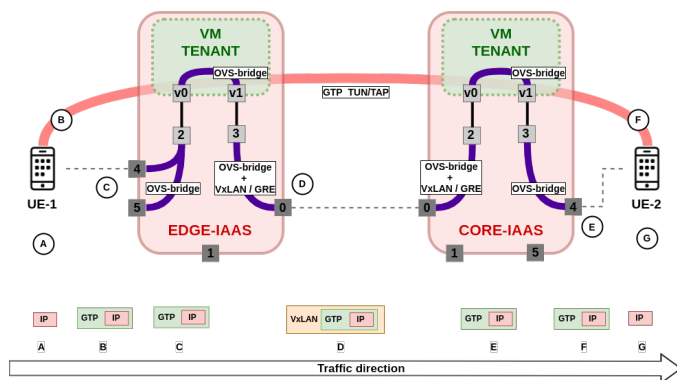 VM
TENANT
VM
TENANT
OVS-bridge
OVS-bridge
v0
v1
GTP TUN/TAP
v0
v1
B
F
2
3
2
3
4
C
OVS-bridge
+
VxLAN / GRE
D
OVS-bridge
+
VxLAN / GRE
OVS-bridge
OVS-bridge
UE-1
UE-2
5
0
0
4
A
EDGE-IAAS
CORE-IAAS
E
G
1
1
5
IP
GTP
IP
GTP
IP
VxLAN
GTP
IP
GTP
IP
GTP
IP
IP
A
B
C
D
E
F
G
Traffic direction